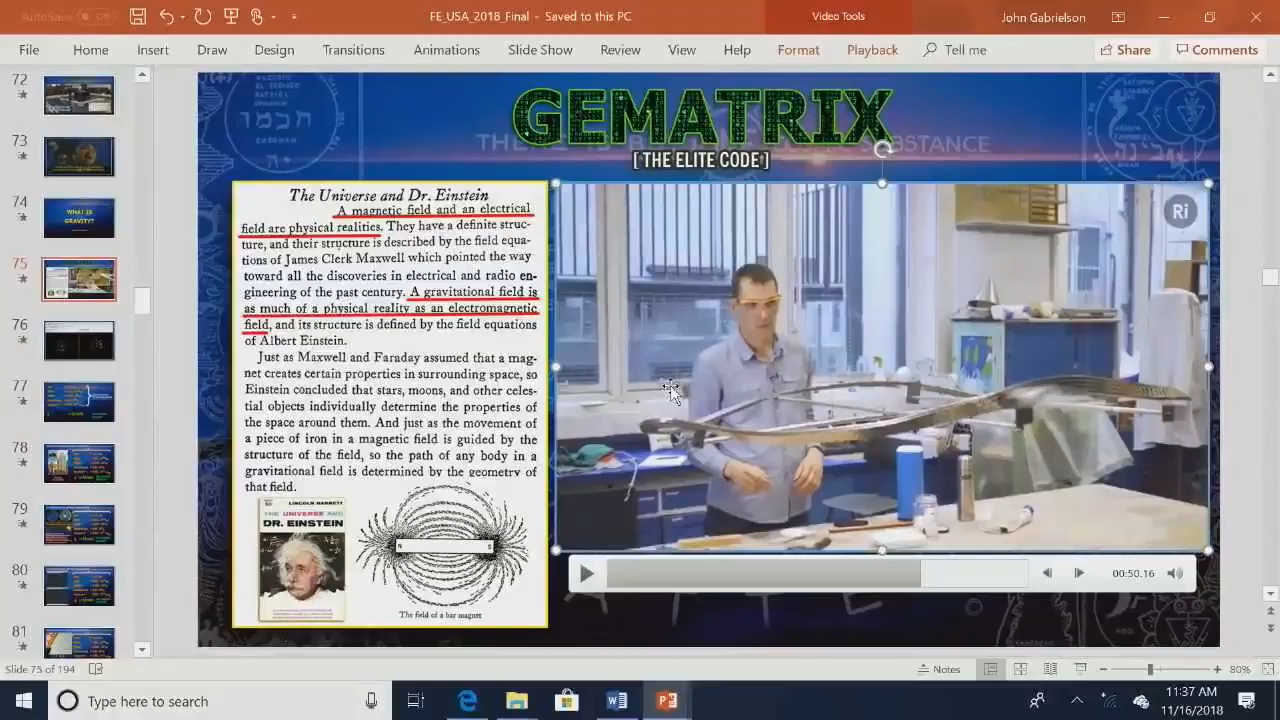 AutoSave Off
FE_USA_2018_Final - Saved to this PC
Video Tools
John Gabrielson
File Home Insert Draw Design Transitions Animations Slide Show Review View Help Format Playback Tell me Share Comments
72
73
74
75
76
77
78
79
80
81
WHAT IS
GRAVITY?
GEMATRIX
[ THE ELITE CODE ]
The Universe and Dr. Einstein
A magnetic field and an electrical
field are physical realities. They have a definite struc-
ture, and their structure is described by the field equa-
tions of James Clerk Maxwell which pointed the way
toward all the discoveries in electrical and radio en-
gineering of the past century. A gravitational field is
as much of a physical reality as an electromagnetic
field, and its structure is defined by the field equations
of Albert Einstein.
Just as Maxwell and Faraday assumed that a mag-
net creates certain properties in surrounding space, so
Einstein concluded that stars, moons, and other celes-
tial objects individually determine the properties of
the space around them. And just as the movement of
a piece of iron in a magnetic field is guided by the
structure of the field, so the path of any body in a
gravitational field is determined by the geometry of
that field.
LINCOLN BARNETT
THE UNIVERSE AND
DR. EINSTEIN
The field of a bar magnet
Ri
00:50.16
Slide 75 of 194
Notes
80%
Type here to search
11:37 AM
11/16/2018